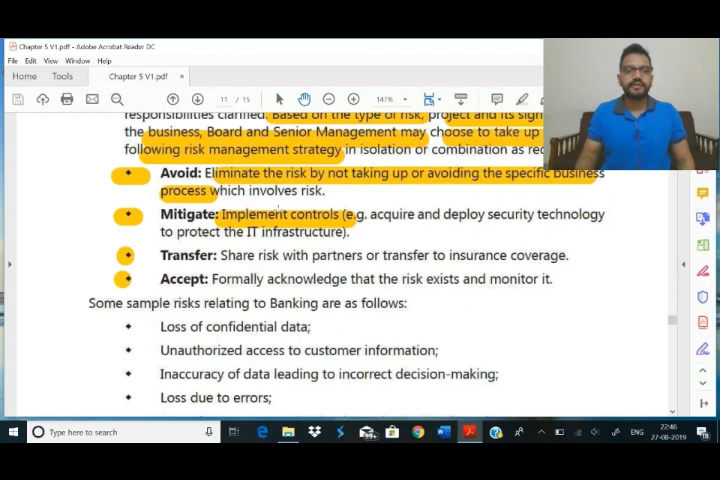 Chapter 5 V1.pdf - Adobe Acrobat Reader DC
File Edit View Window Help
Home Tools Chapter 5 V1.pdf ×
11 / 15 147%
responsibilities clarified. Based on the type of risk, project and its sign
the business, Board and Senior Management may choose to take up
following risk management strategy in isolation or combination as req
Avoid: Eliminate the risk by not taking up or avoiding the specific business
process which involves risk.
Mitigate: Implement controls (e.g. acquire and deploy security technology
to protect the IT infrastructure).
Transfer: Share risk with partners or transfer to insurance coverage.
Accept: Formally acknowledge that the risk exists and monitor it.
Some sample risks relating to Banking are as follows:
Loss of confidential data;
Unauthorized access to customer information;
Inaccuracy of data leading to incorrect decision-making;
Loss due to errors;
Type here to search 99+ ENG 22:46
27-08-2019